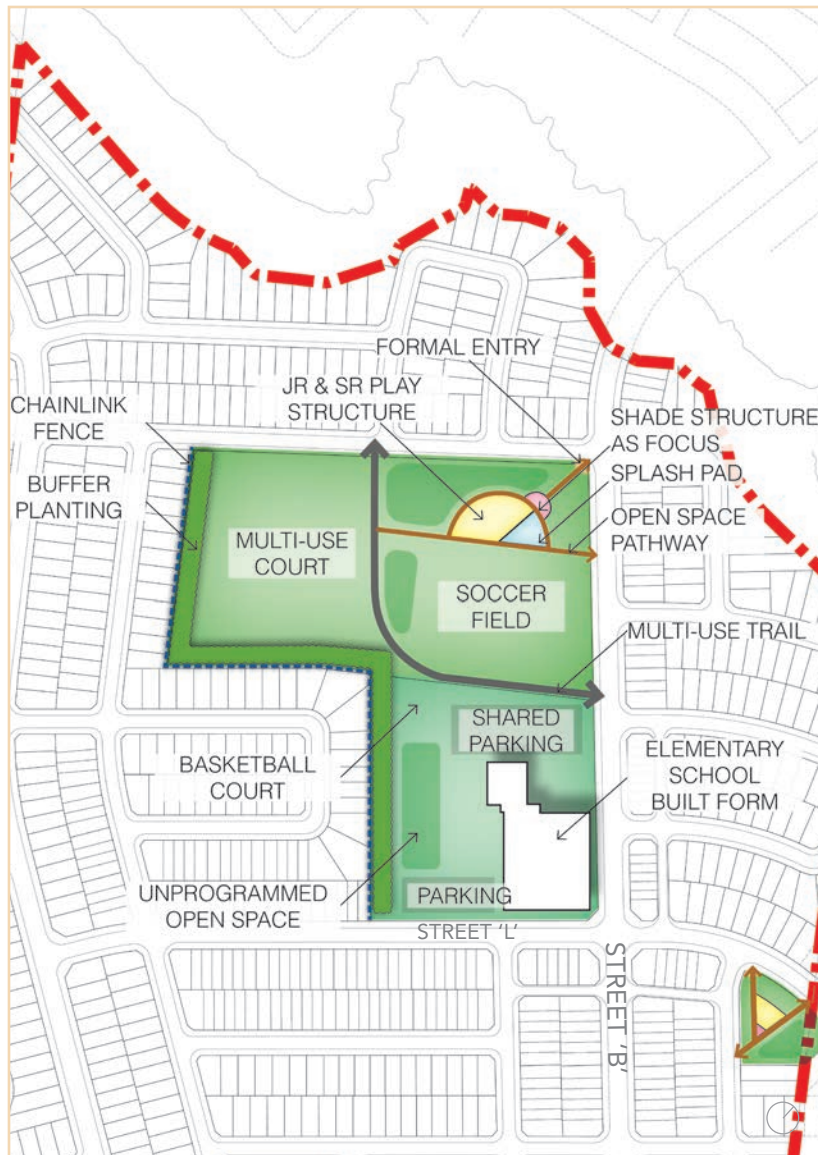 FORMAL ENTRY
JR & SR PLAY
STRUCTURE
CHAINLINK
FENCE
SHADE STRUCTURE
AS FOCUS
SPLASH PAD
BUFFER
PLANTING
OPEN SPACE
PATHWAY
MULTI-USE
COURT
SOCCER
FIELD
MULTI-USE TRAIL
SHARED
PARKING
BASKETBALL
COURT
ELEMENTARY
SCHOOL
BUILT FORM
UNPROGRAMMED
OPEN SPACE
PARKING
STREET 'L'
STREET 'B'